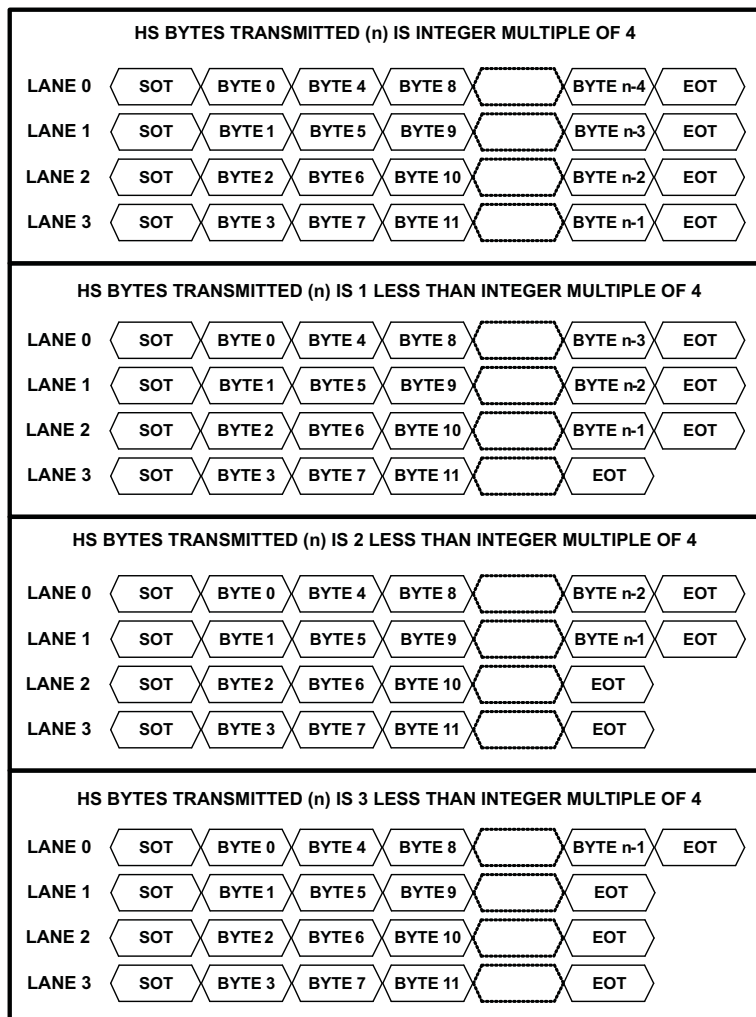 HS BYTES TRANSMITTED (n) IS INTEGER MULTIPLE OF 4
LANE 0 SOT BYTE 0 BYTE 4 BYTE 8 BYTE n-4 EOT
LANE 1 SOT BYTE 1 BYTE 5 BYTE 9 BYTE n-3 EOT
LANE 2 SOT BYTE 2 BYTE 6 BYTE 10 BYTE n-2 EOT
LANE 3 SOT BYTE 3 BYTE 7 BYTE 11 BYTE n-1 EOT
HS BYTES TRANSMITTED (n) IS 1 LESS THAN INTEGER MULTIPLE OF 4
LANE 0 SOT BYTE 0 BYTE 4 BYTE 8 BYTE n-3 EOT
LANE 1 SOT BYTE 1 BYTE 5 BYTE 9 BYTE n-2 EOT
LANE 2 SOT BYTE 2 BYTE 6 BYTE 10 BYTE n-1 EOT
LANE 3 SOT BYTE 3 BYTE 7 BYTE 11 EOT
HS BYTES TRANSMITTED (n) IS 2 LESS THAN INTEGER MULTIPLE OF 4
LANE 0 SOT BYTE 0 BYTE 4 BYTE 8 BYTE n-2 EOT
LANE 1 SOT BYTE 1 BYTE 5 BYTE 9 BYTE n-1 EOT
LANE 2 SOT BYTE 2 BYTE 6 BYTE 10 EOT
LANE 3 SOT BYTE 3 BYTE 7 BYTE 11 EOT
HS BYTES TRANSMITTED (n) IS 3 LESS THAN INTEGER MULTIPLE OF 4
LANE 0 SOT BYTE 0 BYTE 4 BYTE 8 BYTE n-1 EOT
LANE 1 SOT BYTE 1 BYTE 5 BYTE 9 EOT
LANE 2 SOT BYTE 2 BYTE 6 BYTE 10 EOT
LANE 3 SOT BYTE 3 BYTE 7 BYTE 11 EOT